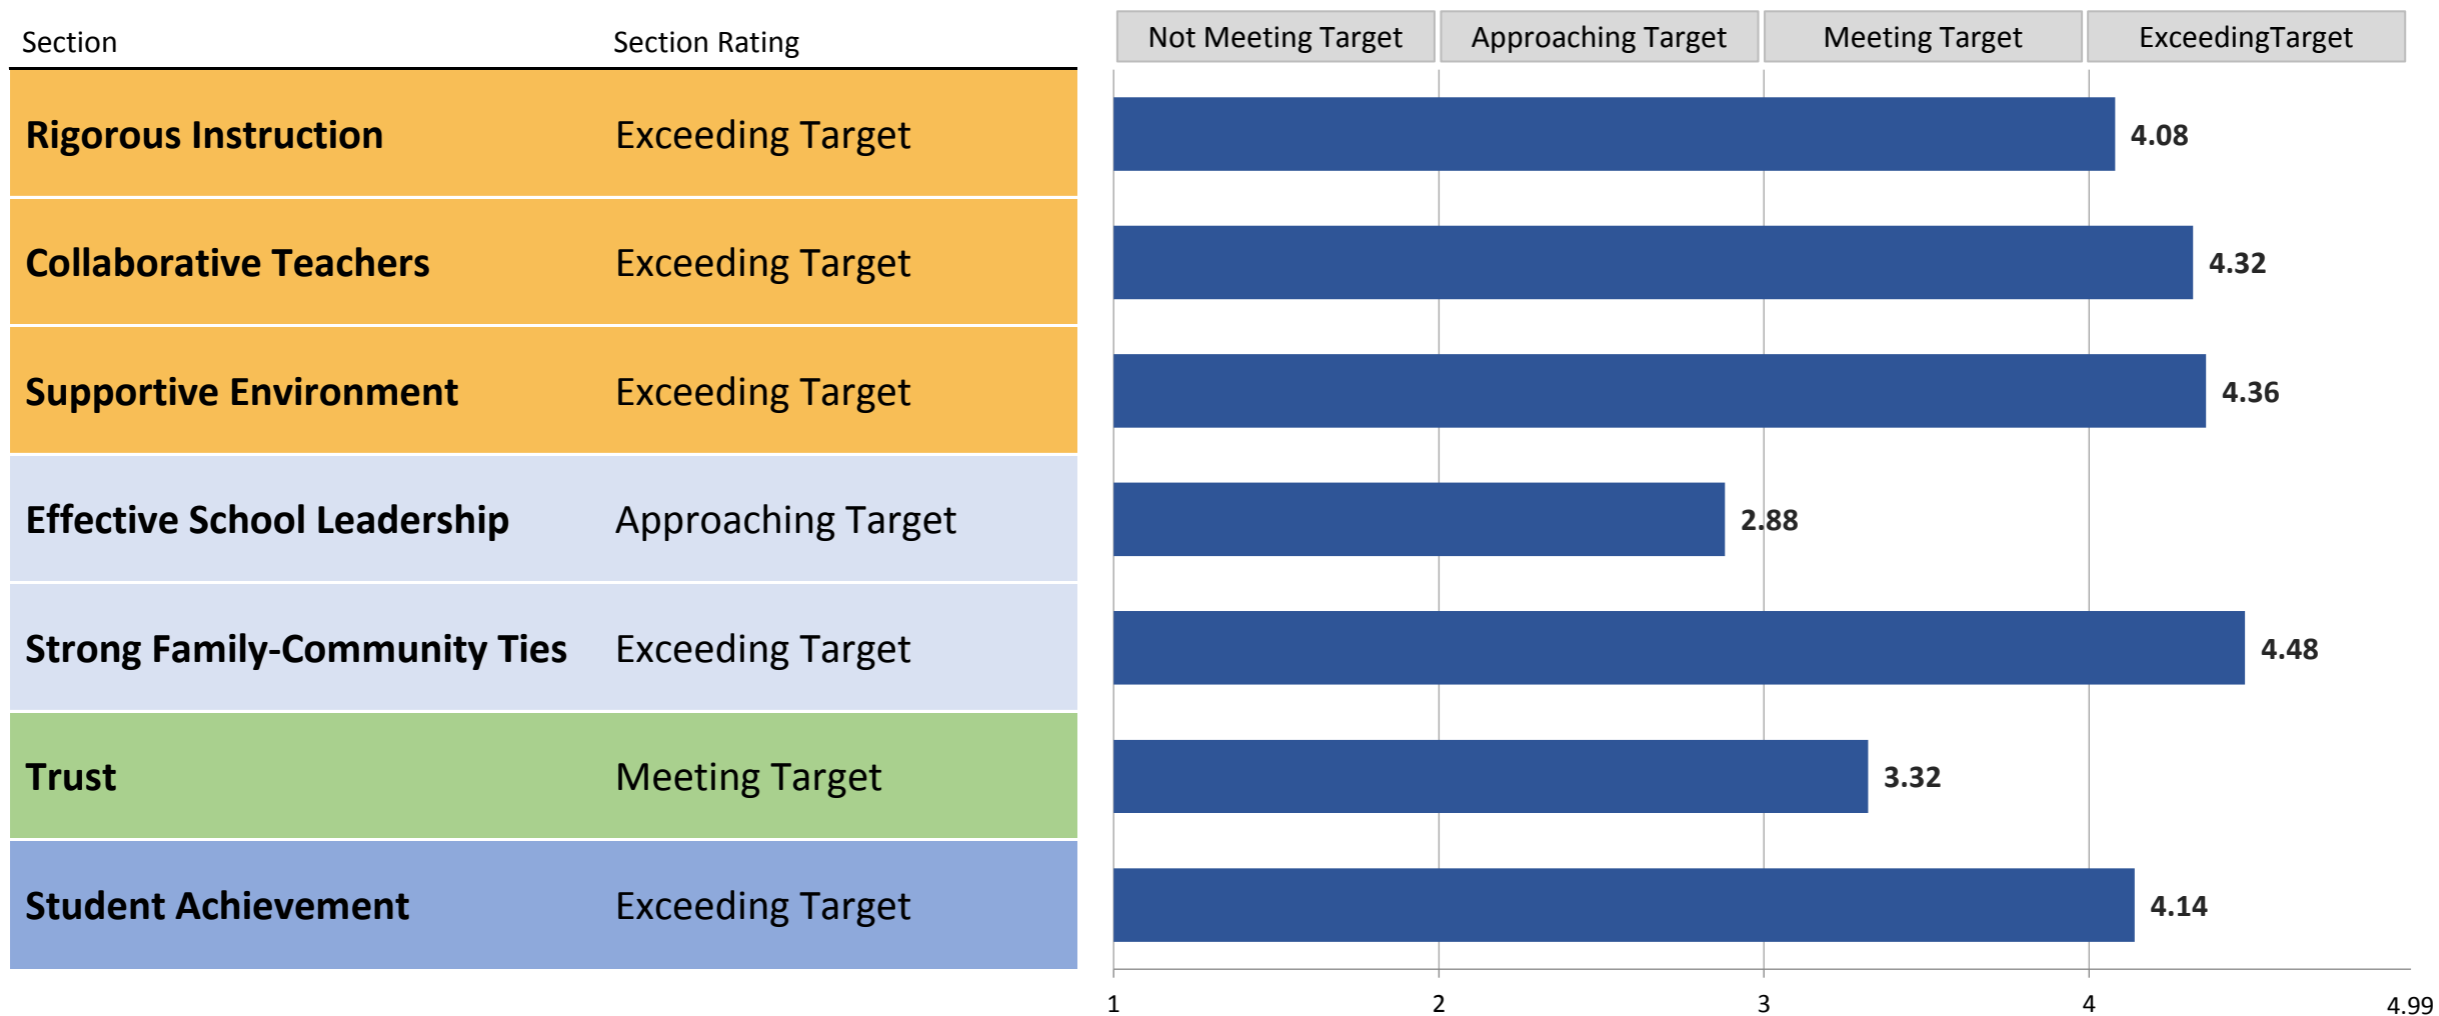 Section Section Rating Not Meeting Target Approaching Target Meeting Target ExceedingTarget
Rigorous Instruction Exceeding Target 4.08
Collaborative Teachers Exceeding Target 4.32
Supportive Environment Exceeding Target 4.36
Effective School Leadership Approaching Target 2.88
Strong Family-Community Ties Exceeding Target 4.48
Trust Meeting Target 3.32
Student Achievement Exceeding Target 4.14
1 2 3 4 4.99